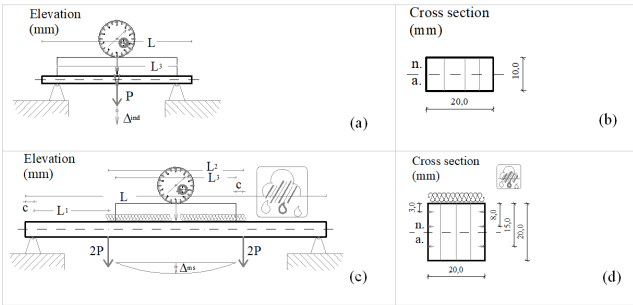 Elevation
(mm)
L
L³
P
Δind
(a)
Cross section
(mm)
n.
a.
10,0
20,0
(b)
Elevation
(mm)
L²
L³
c
L
c
L¹
2P
2P
Δms
(c)
Cross section
(mm)
3,0
n.
a.
8,0
15,0
20,0
20,0
(d)